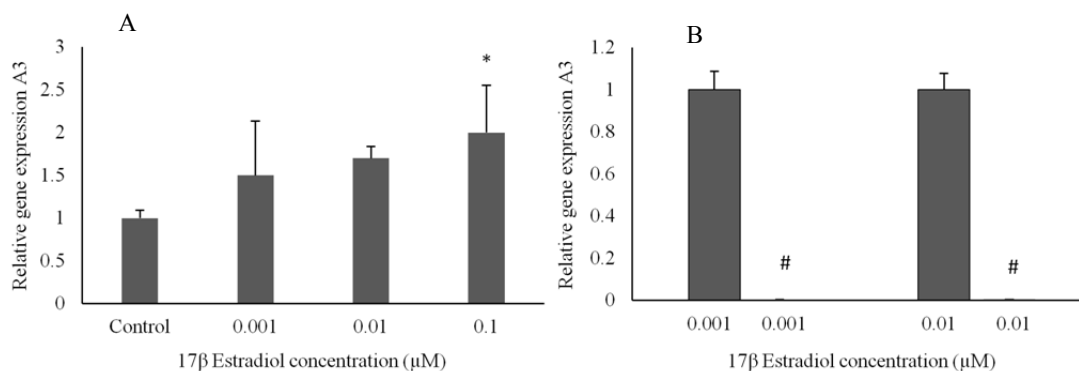 A
Relative gene expression A3
3
2.5
2
1.5
1
0.5
0
*
Control 0.001 0.01 0.1
17β Estradiol concentration (µM)
B
Relative gene expression A3
1.2
1
0.8
0.6
0.4
0.2
0
# #
0.001 0.001 0.01 0.01
17β Estradiol concentration (µM)